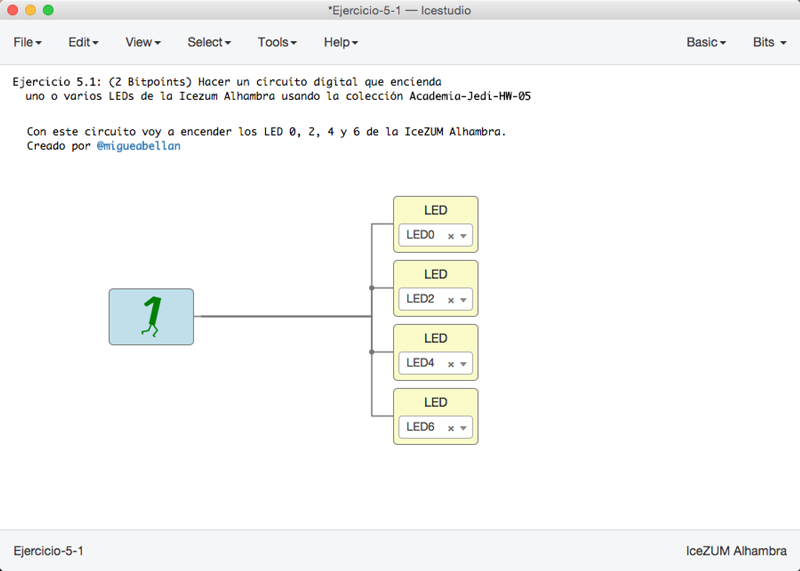 *Ejercicio-5-1 — Icestudio
File Edit View Select Tools Help Basic Bits
Ejercicio 5.1: (2 Bitpoints) Hacer un circuito digital que encienda
uno o varios LEDs de la Icezum Alhambra usando la colección Academia-Jedi-HW-05
Con este circuito voy a encender los LED 0, 2, 4 y 6 de la IceZUM Alhambra.
Creado por @migueabellan
LED
LED0
LED
LED2
1
LED
LED4
LED
LED6
Ejercicio-5-1 IceZUM Alhambra